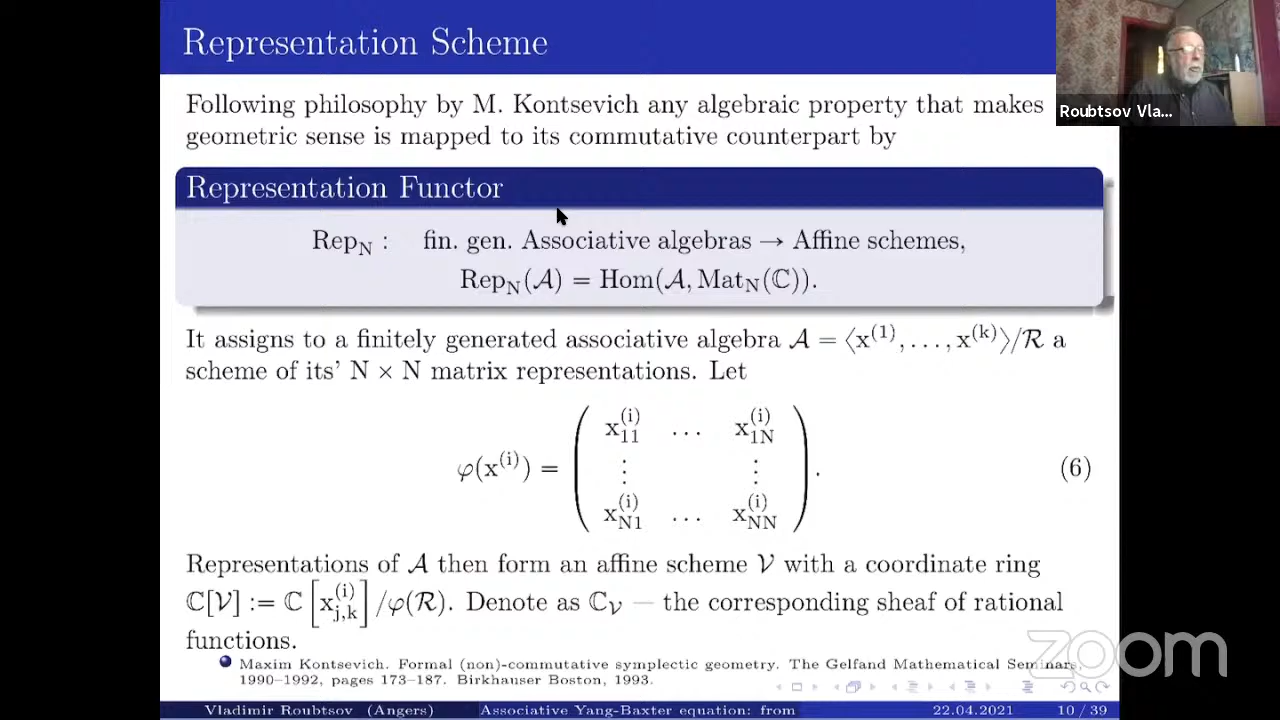 Representation Scheme
Following philosophy by M. Kontsevich any algebraic property that makes
geometric sense is mapped to its commutative counterpart by
Roubtsov Vla...
Representation Functor
Rep_N : fin. gen. Associative algebras → Affine schemes,
Rep_N(𝒜) = Hom(𝒜, Mat_N(ℂ)).
It assigns to a finitely generated associative algebra 𝒜 = ⟨x^(1), . . . , x^(k)⟩/ℛ a
scheme of its' N × N matrix representations. Let
x_11^(i) ... x_1N^(i)
φ(x^(i)) = ⋮ ⋮ . (6)
x_N1^(i) ... x_NN^(i)
Representations of 𝒜 then form an affine scheme 𝒱 with a coordinate ring
ℂ[𝒱] := ℂ [x_j,k^(i)] /φ(ℛ). Denote as ℂ_𝒱 — the corresponding sheaf of rational
functions.
Maxim Kontsevich. Formal (non)-commutative symplectic geometry. The Gelfand Mathematical Seminars,
1990–1992, pages 173–187. Birkhauser Boston, 1993.
zoom
Vladimir Roubtsov (Angers) Associative Yang-Baxter equation: from 22.04.2021 10 / 39